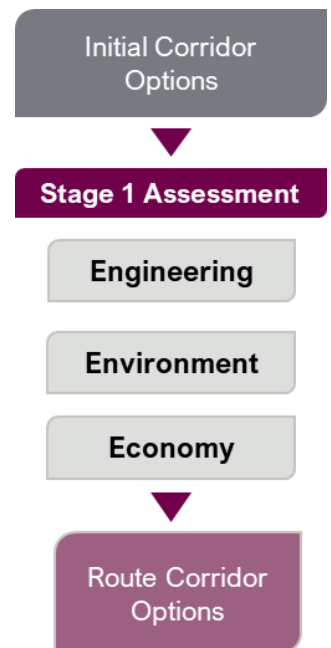 Initial Corridor
Options
Stage 1 Assessment
Engineering
Environment
Economy
Route Corridor
Options